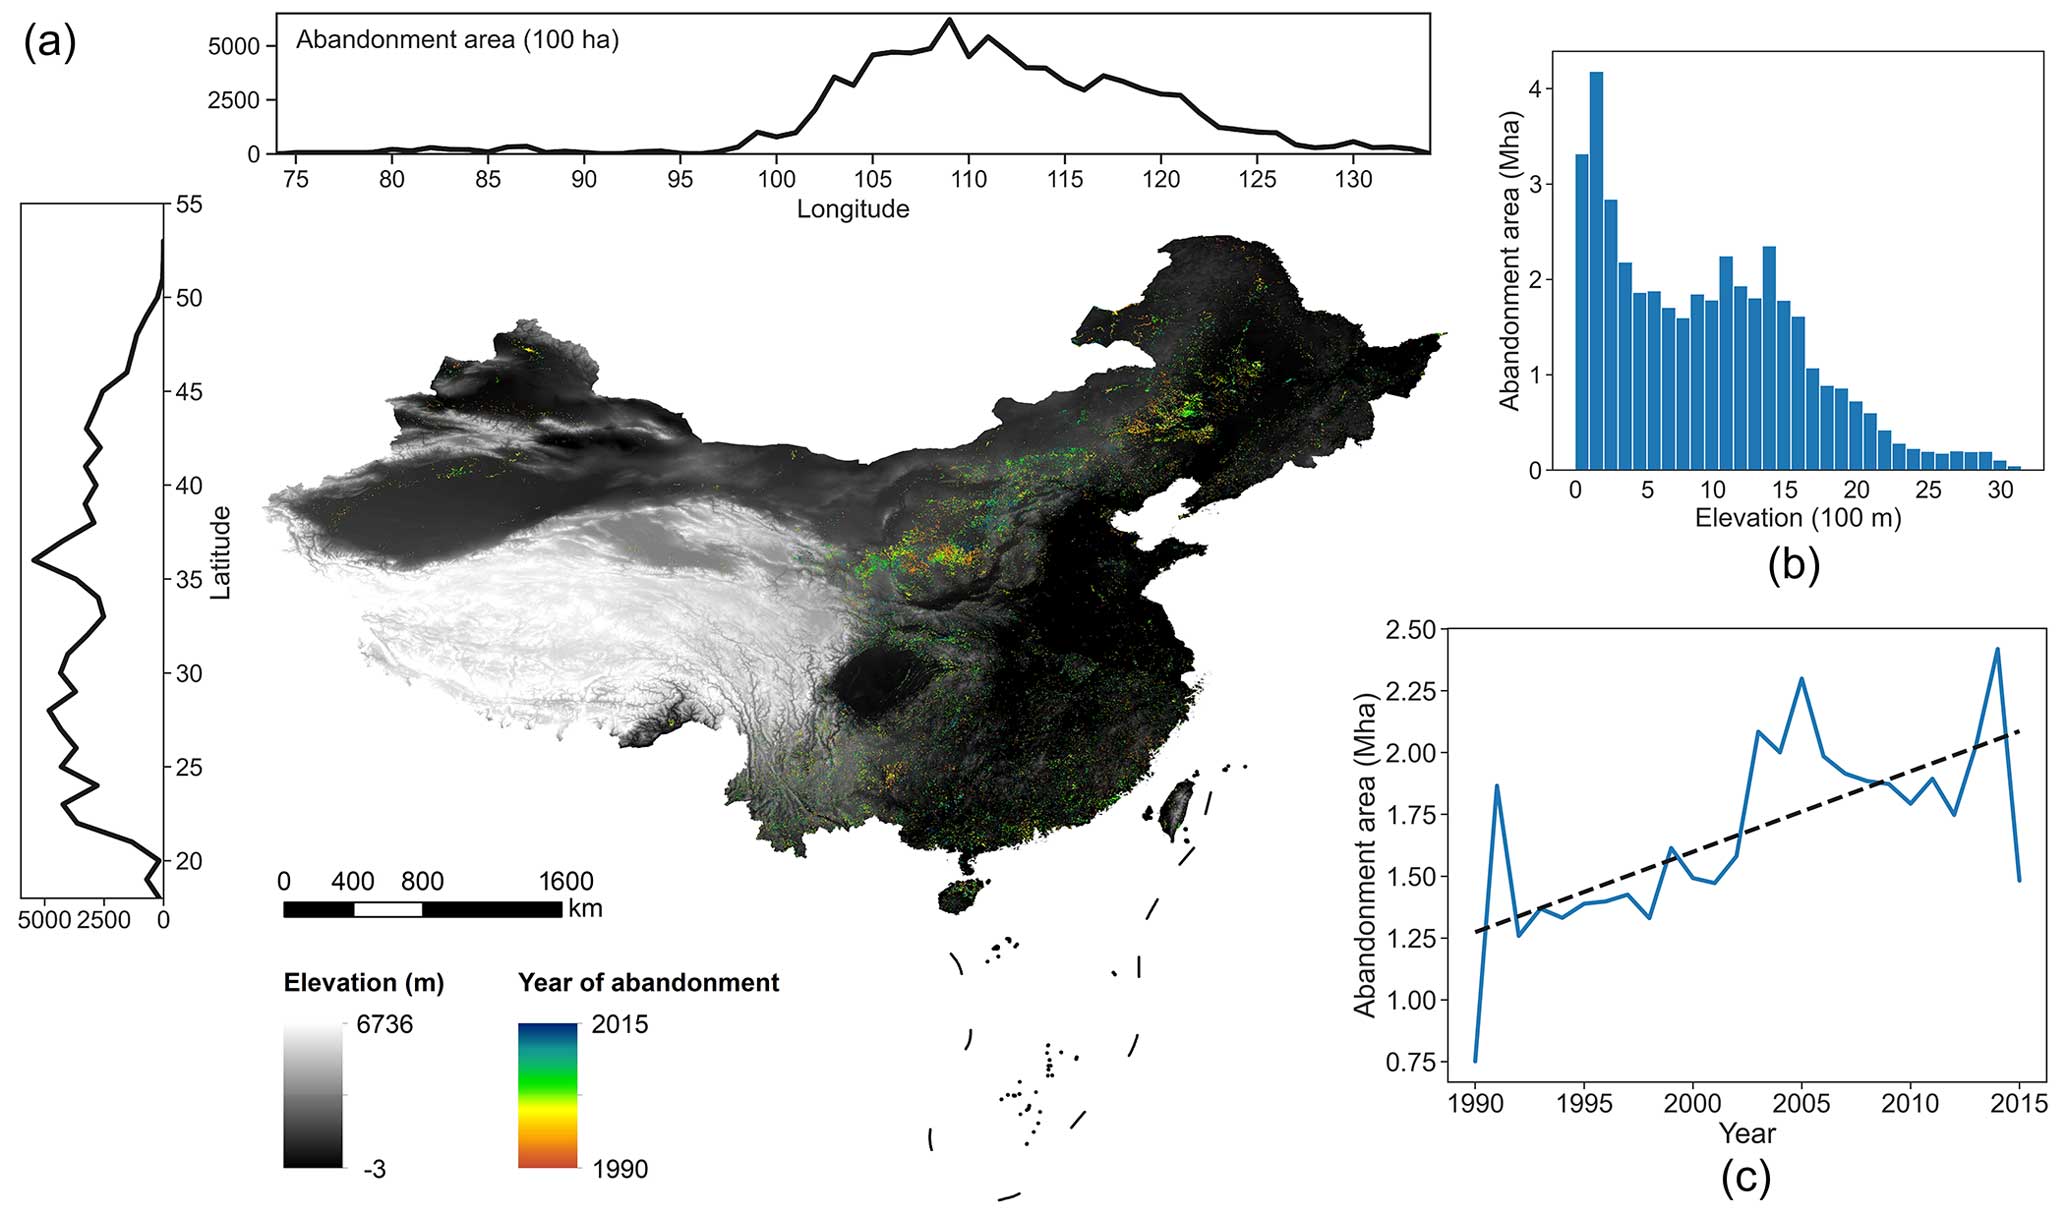 (a)
Abandonment area (100 ha)
5000
2500
0
75 80 85 90 95 100 105 110 115 120 125 130
Longitude
55
50
45
40
35
30
25
20
Latitude
5000 2500 0
0 400 800 1600
km
Elevation (m)
6736
-3
Year of abandonment
2015
1990
Abandonment area (Mha)
4
3
2
1
0
0 5 10 15 20 25 30
Elevation (100 m)
(b)
Abandonment area (Mha)
2.50
2.25
2.00
1.75
1.50
1.25
1.00
0.75
1990 1995 2000 2005 2010 2015
Year
(c)